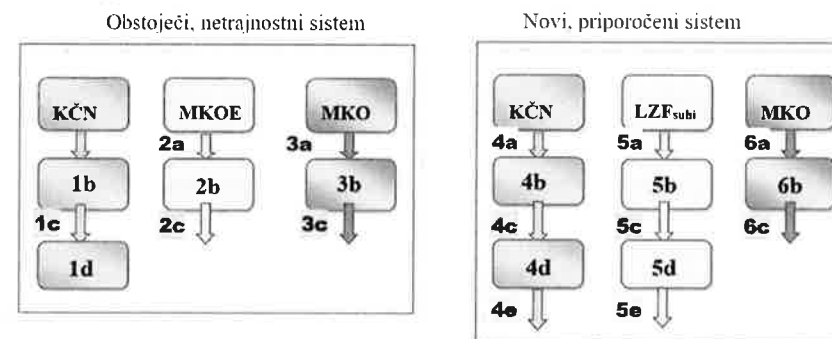 Obstoječi, netrajnostni sistem
KČN MKOE MKO
2a 3a
1b 2b 3b
1c 2c 3c
1d
Novi, priporočeni sistem
KČN LZFsuhi MKO
4a 5a 6a
4b 5b 6b
4c 5c 6c
4d 5d
4e 5e